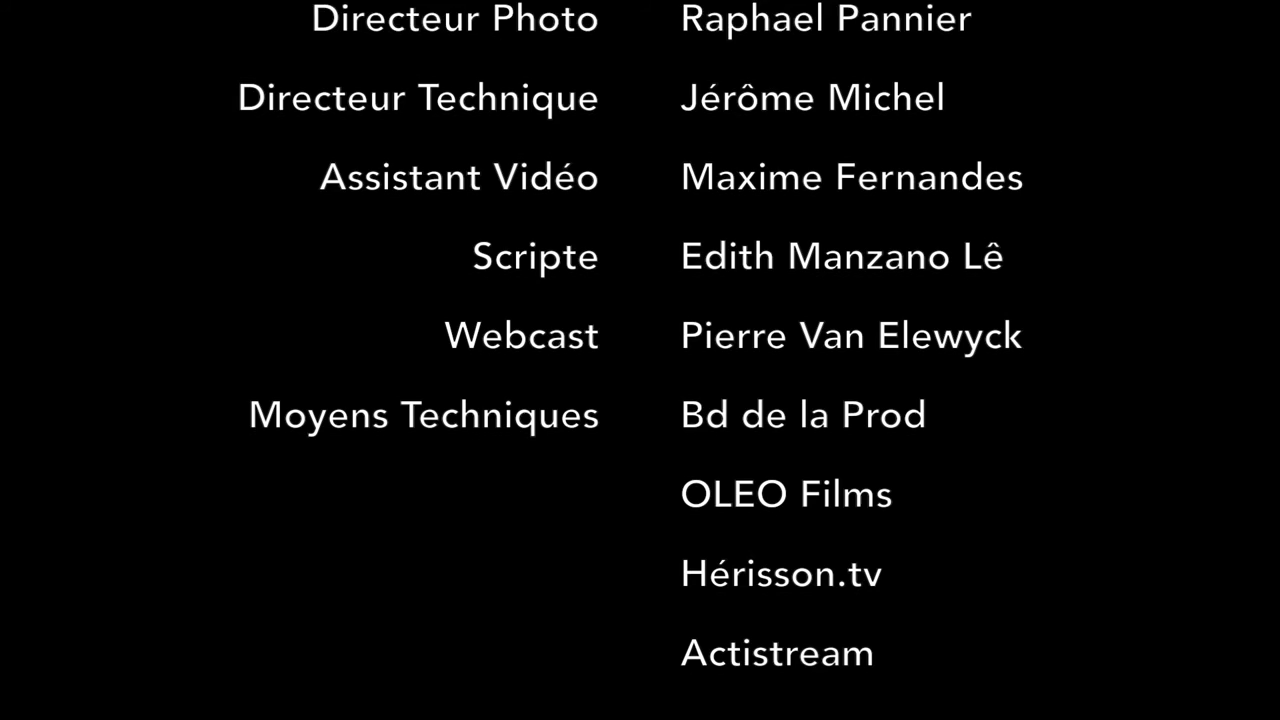 Directeur Photo Raphael Pannier
Directeur Technique Jérôme Michel
Assistant Vidéo Maxime Fernandes
Scripte Edith Manzano Lê
Webcast Pierre Van Elewyck
Moyens Techniques Bd de la Prod
OLEO Films
Hérisson.tv
Actistream